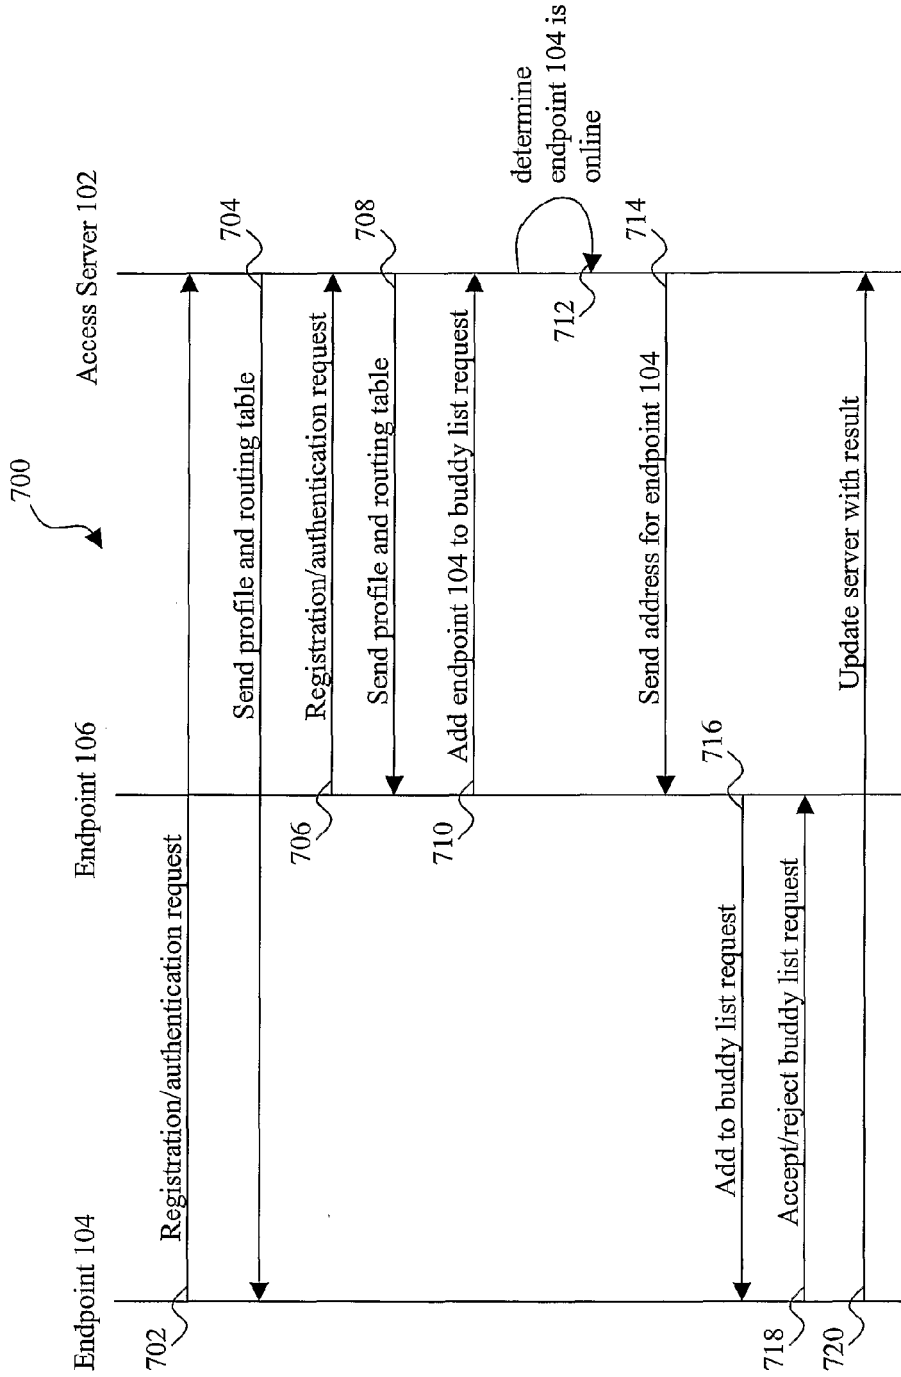 700
Endpoint 104
Endpoint 106
Access Server 102
702
Registration/authentication request
704
Send profile and routing table
706
Registration/authentication request
708
Send profile and routing table
710
Add endpoint 104 to buddy list request
712
determine
endpoint 104 is
online
714
Send address for endpoint 104
716
Add to buddy list request
718
Accept/reject buddy list request
720
Update server with result